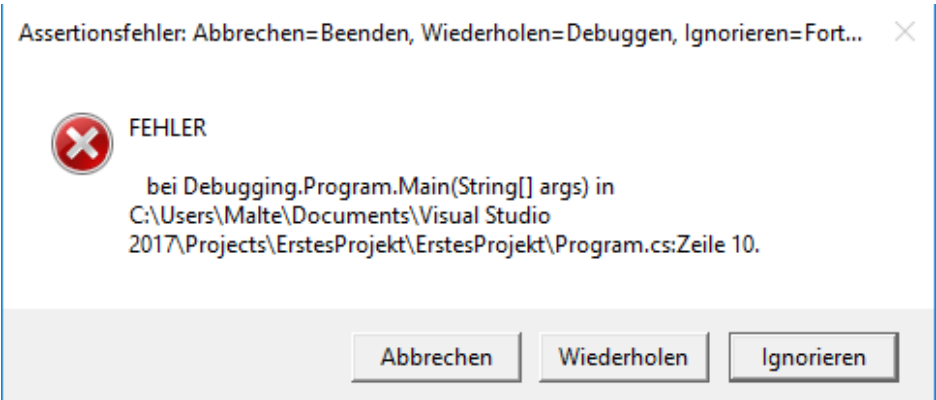 Assertionsfehler: Abbrechen=Beenden, Wiederholen=Debuggen, Ignorieren=Fort...
FEHLER
bei Debugging.Program.Main(String[] args) in
C:\Users\Malte\Documents\Visual Studio
2017\Projects\ErstesProjekt\ErstesProjekt\Program.cs:Zeile 10.
Abbrechen Wiederholen Ignorieren